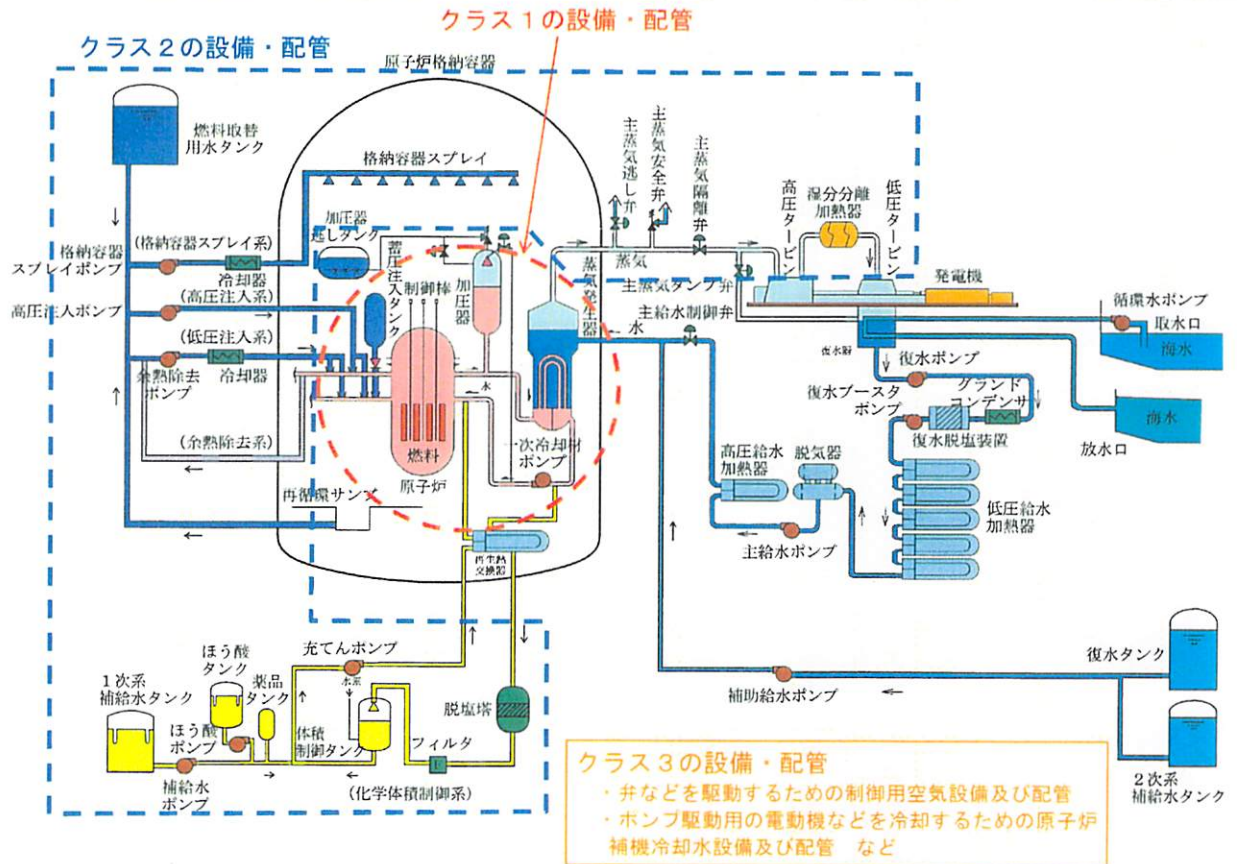 クラス1の設備・配管
クラス2の設備・配管
原子炉格納容器
燃料取替
用水タンク
格納容器スプレイ
主蒸気逃し弁
主蒸気安全弁
主蒸気隔離弁
高圧タービン
湿分分離
加熱器
低圧タービン
加圧器
逃しタンク
(格納容器スプレイ系)
格納容器
スプレイポンプ
冷却器
蓄圧注入タンク
制御棒
加圧器
蒸気
蒸気発生器
主蒸気ダンプ弁
発電機
循環水ポンプ
取水口
海水
(高圧注入系)
高圧注入ポンプ
主給水制御弁
水
復水器
復水ポンプ
(低圧注入系)
冷却器
余熱除去
ポンプ
水
復水ブースタ
ポンプ
グランド
コンデンサ
海水
復水脱塩装置
放水口
(余熱除去系)
燃料
原子炉
一次冷却材
ポンプ
高圧給水
加熱器
脱気器
低圧給水
加熱器
再循環サンプ
主給水ポンプ
再生熱
交換器
充てんポンプ
水素
ほう酸
タンク
薬品
タンク
1次系
補給水タンク
ほう酸
ポンプ
体積
制御タンク
脱塩塔
フィルタ
補給水
ポンプ
(化学体積制御系)
復水タンク
補助給水ポンプ
2次系
補給水タンク
クラス3の設備・配管
・弁などを駆動するための制御用空気設備及び配管
・ポンプ駆動用の電動機などを冷却するための原子炉
補機冷却水設備及び配管 など